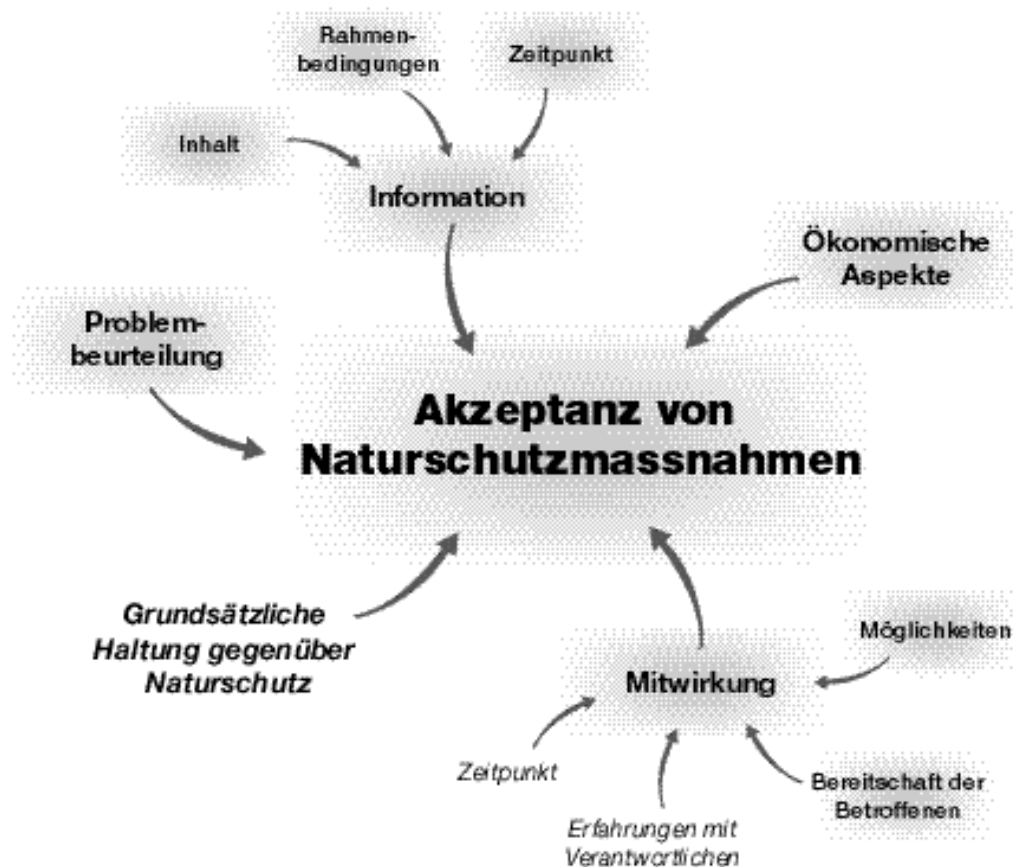 Rahmen-
bedingungen
Zeitpunkt
Inhalt
Information
Ökonomische
Aspekte
Problem-
beurteilung
Akzeptanz von
Naturschutzmassnahmen
Grundsätzliche
Haltung gegenüber
Naturschutz
Möglichkeiten
Mitwirkung
Zeitpunkt
Bereitschaft der
Betroffenen
Erfahrungen mit
Verantwortlichen